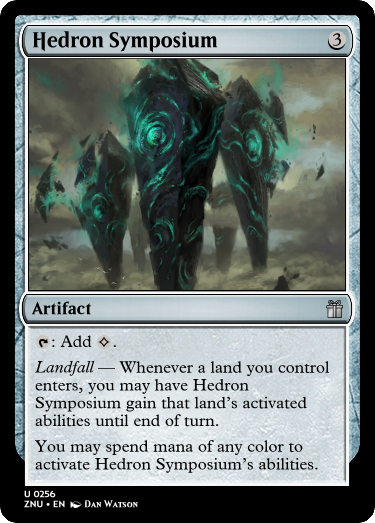 Hedron Symposium 3
Artifact
: Add .
Landfall — Whenever a land you control
enters, you may have Hedron
Symposium gain that land's activated
abilities until end of turn.
You may spend mana of any color to
activate Hedron Symposium's abilities.
U 0256
ZNU • EN Dan Watson